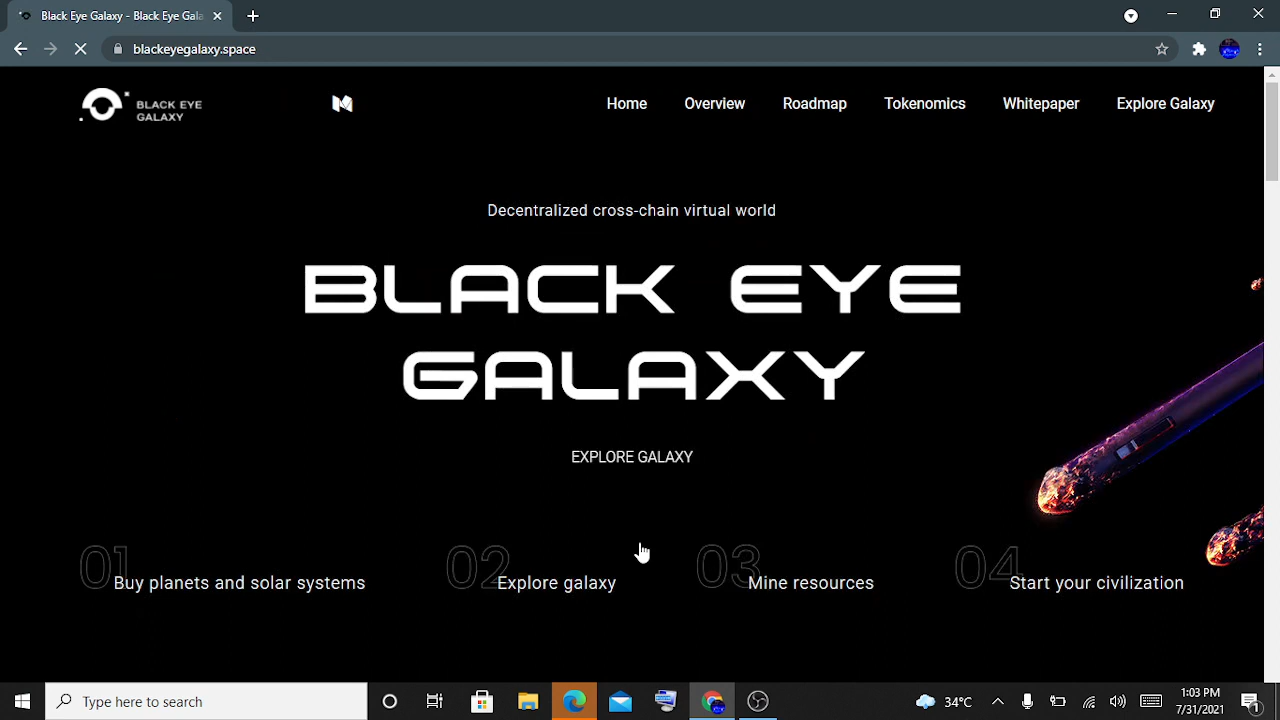 Black Eye Galaxy - Black Eye Gala
blackeyegalaxy.space
BLACK EYE
GALAXY
Home
Overview
Roadmap
Tokenomics
Whitepaper
Explore Galaxy
Decentralized cross-chain virtual world
BLACK EYE
GALAXY
EXPLORE GALAXY
01
Buy planets and solar systems
02
Explore galaxy
03
Mine resources
04
Start your civilization
Type here to search
34°C
1:03 PM
7/31/2021
1